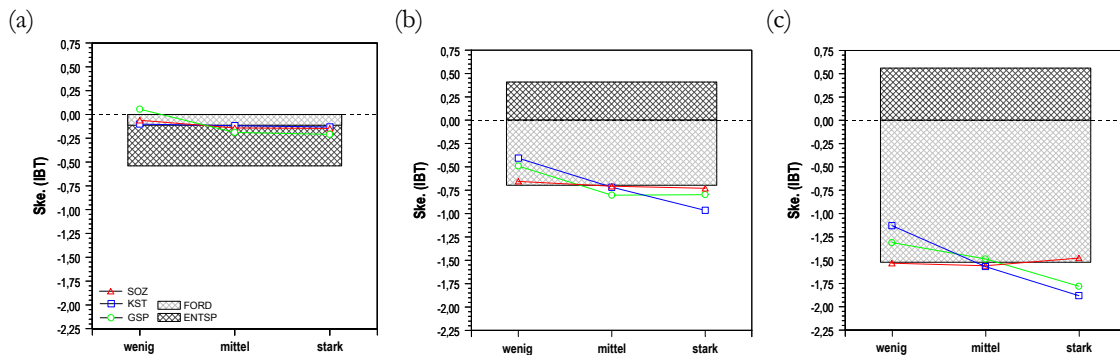 (a)
(b)
(c)
Ske. (IBT)
0,75
0,50
0,25
0,00
-0,25
-0,50
-0,75
-1,00
-1,25
-1,50
-1,75
-2,00
-2,25
SOZ
KST
GSP
FORD
ENTSP
wenig mittel stark
Ske. (IBT)
0,75
0,50
0,25
0,00
-0,25
-0,50
-0,75
-1,00
-1,25
-1,50
-1,75
-2,00
-2,25
wenig mittel stark
Ske. (IBT)
0,75
0,50
0,25
0,00
-0,25
-0,50
-0,75
-1,00
-1,25
-1,50
-1,75
-2,00
-2,25
wenig mittel stark